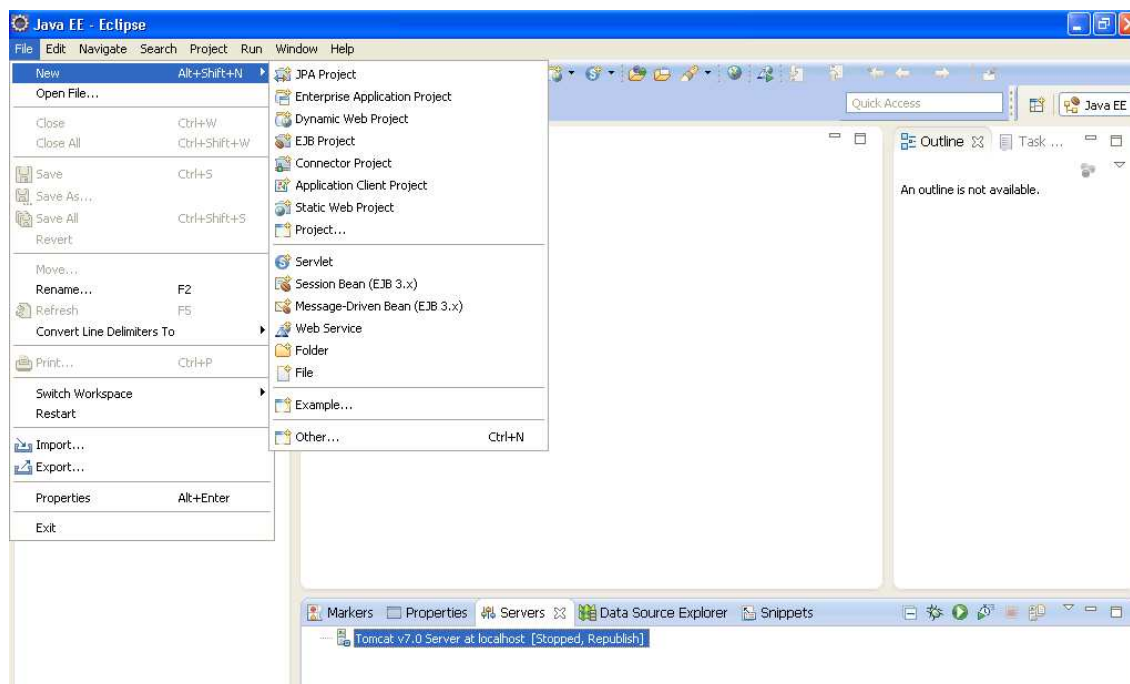 Java EE - Eclipse
File Edit Navigate Search Project Run Window Help
New Alt+Shift+N
Open File...
Close Ctrl+W
Close All Ctrl+Shift+W
Save Ctrl+S
Save As...
Save All Ctrl+Shift+S
Revert
Move...
Rename... F2
Refresh F5
Convert Line Delimiters To
Print... Ctrl+P
Switch Workspace
Restart
Import...
Export...
Properties Alt+Enter
Exit
JPA Project
Enterprise Application Project
Dynamic Web Project
EJB Project
Connector Project
Application Client Project
Static Web Project
Project...
Servlet
Session Bean (EJB 3.x)
Message-Driven Bean (EJB 3.x)
Web Service
Folder
File
Example...
Other... Ctrl+N
Quick Access
Java EE
Outline Task ...
An outline is not available.
Markers Properties Servers Data Source Explorer Snippets
Tomcat v7.0 Server at localhost [Stopped, Republish]